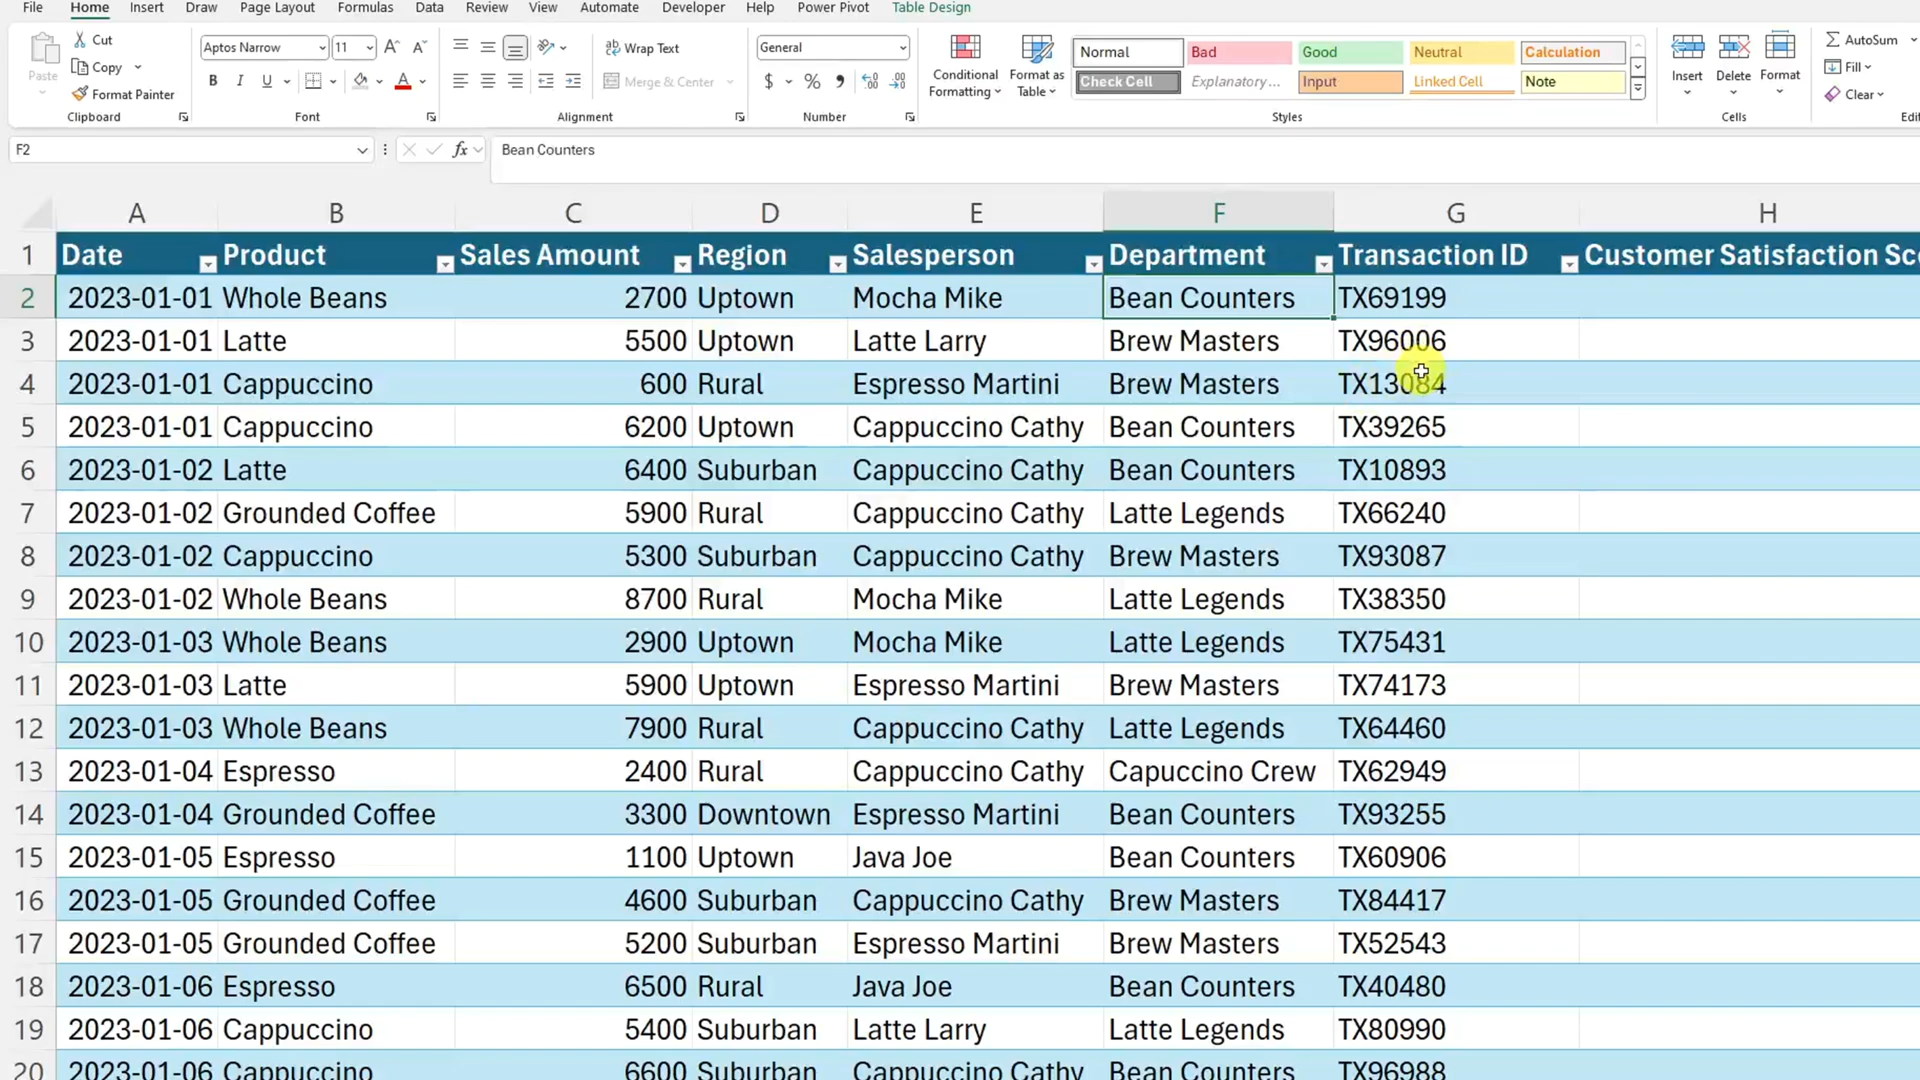 File Home Insert Draw Page Layout Formulas Data Review View Automate Developer Help Power Pivot Table Design
Paste Cut Copy Format Painter Clipboard
Aptos Narrow 11 B I U A Font
ab Wrap Text Merge & Center Alignment
General $ % Number
Conditional Formatting Format as Table
Normal Bad Good Neutral Calculation
Check Cell Explanatory... Input Linked Cell Note
Styles
Insert Delete Format Cells
AutoSum Fill Clear
F2 fx Bean Counters
A B C D E F G H
1 Date Product Sales Amount Region Salesperson Department Transaction ID Customer Satisfaction Sc
2 2023-01-01 Whole Beans 2700 Uptown Mocha Mike Bean Counters TX69199
3 2023-01-01 Latte 5500 Uptown Latte Larry Brew Masters TX96006
4 2023-01-01 Cappuccino 600 Rural Espresso Martini Brew Masters TX13084
5 2023-01-01 Cappuccino 6200 Uptown Cappuccino Cathy Bean Counters TX39265
6 2023-01-02 Latte 6400 Suburban Cappuccino Cathy Bean Counters TX10893
7 2023-01-02 Grounded Coffee 5900 Rural Cappuccino Cathy Latte Legends TX66240
8 2023-01-02 Cappuccino 5300 Suburban Cappuccino Cathy Brew Masters TX93087
9 2023-01-02 Whole Beans 8700 Rural Mocha Mike Latte Legends TX38350
10 2023-01-03 Whole Beans 2900 Uptown Mocha Mike Latte Legends TX75431
11 2023-01-03 Latte 5900 Uptown Espresso Martini Brew Masters TX74173
12 2023-01-03 Whole Beans 7900 Rural Cappuccino Cathy Latte Legends TX64460
13 2023-01-04 Espresso 2400 Rural Cappuccino Cathy Capuccino Crew TX62949
14 2023-01-04 Grounded Coffee 3300 Downtown Espresso Martini Bean Counters TX93255
15 2023-01-05 Espresso 1100 Uptown Java Joe Bean Counters TX60906
16 2023-01-05 Grounded Coffee 4600 Suburban Cappuccino Cathy Brew Masters TX84417
17 2023-01-05 Grounded Coffee 5200 Suburban Espresso Martini Brew Masters TX52543
18 2023-01-06 Espresso 6500 Rural Java Joe Bean Counters TX40480
19 2023-01-06 Cappuccino 5400 Suburban Latte Larry Latte Legends TX80990
20 2023-01-06 Cappuccino 6600 Suburban Cappuccino Cathy Bean Counters TX96988